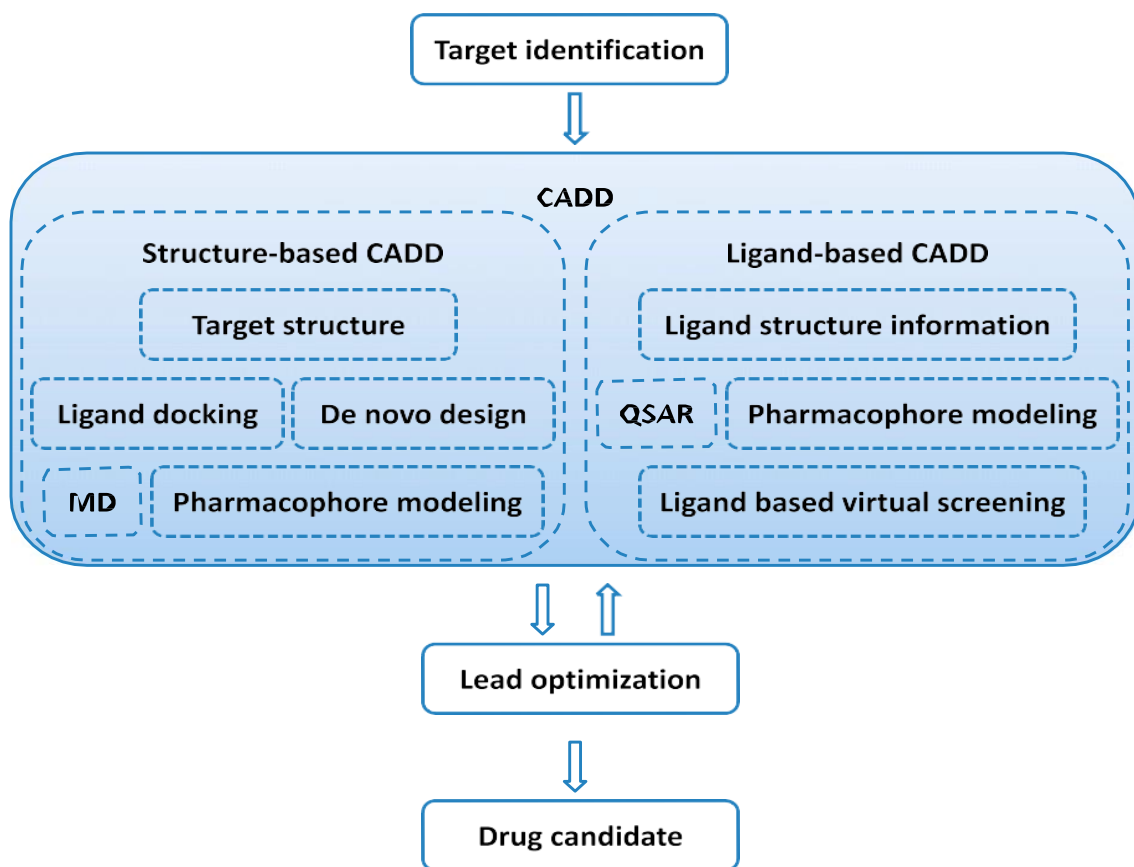 Target identification
CADD
Structure-based CADD
Target structure
Ligand docking
De novo design
MD
Pharmacophore modeling
Ligand-based CADD
Ligand structure information
QSAR
Pharmacophore modeling
Ligand based virtual screening
Lead optimization
Drug candidate